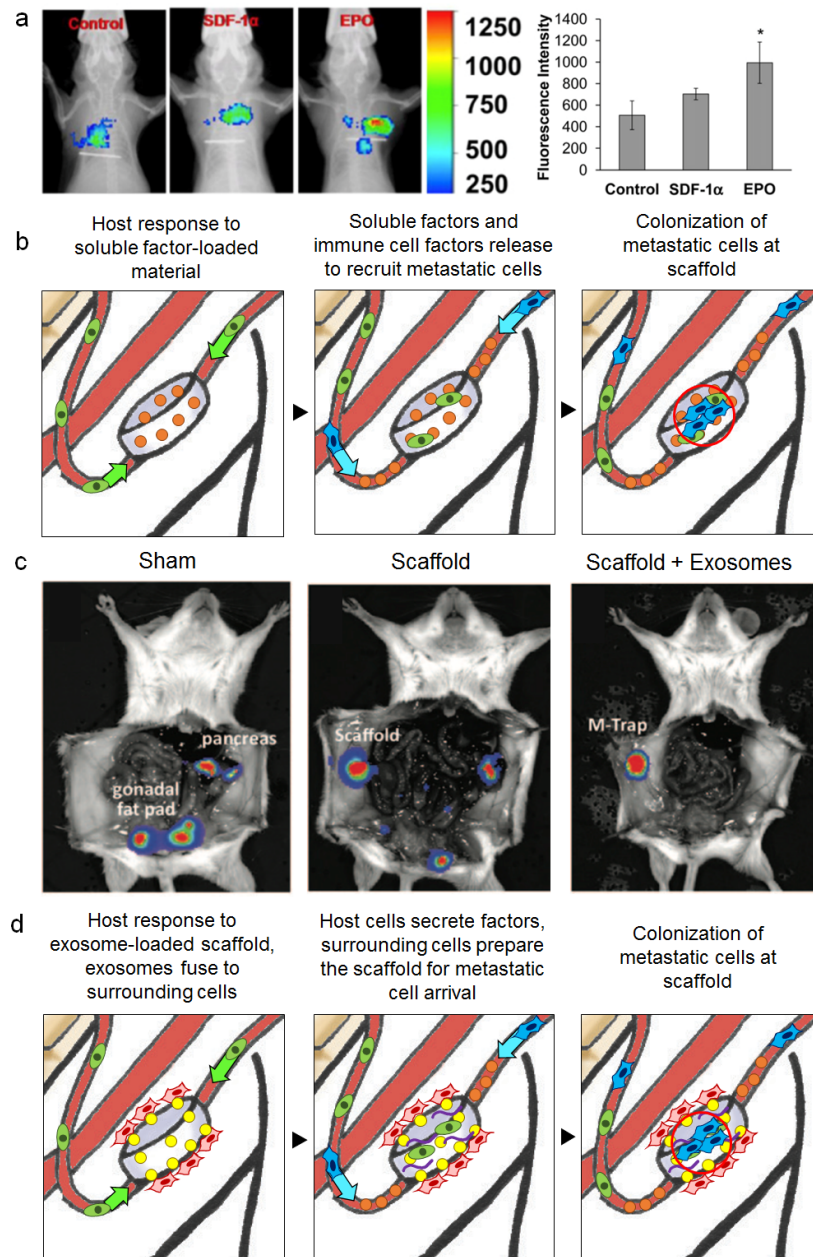 a
Control
SDF-1α
EPO
1250
1000
750
500
250
Fluorescence Intensity
1400
1200
1000
800
600
400
200
0
*
Control
SDF-1α
EPO
b
Host response to
soluble factor-loaded
material
Soluble factors and
immune cell factors release
to recruit metastatic cells
Colonization of
metastatic cells at
scaffold
c
Sham
Scaffold
Scaffold + Exosomes
pancreas
gonadal
fat pad
Scaffold
M-Trap
d
Host response to
exosome-loaded scaffold,
exosomes fuse to
surrounding cells
Host cells secrete factors,
surrounding cells prepare
the scaffold for metastatic
cell arrival
Colonization of
metastatic cells at
scaffold